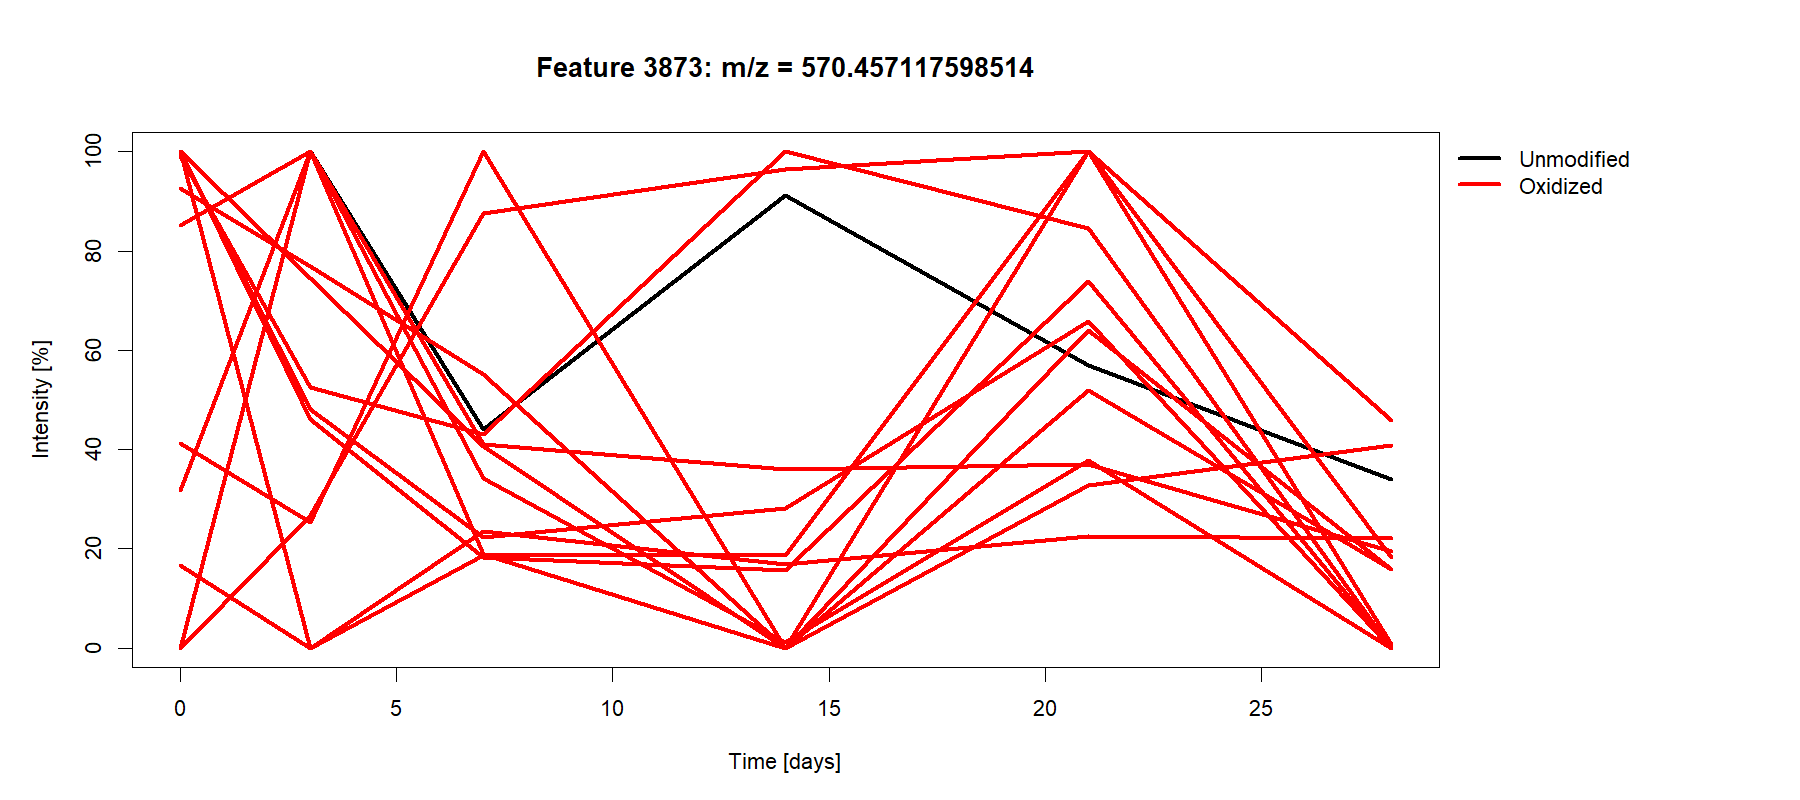 Feature 3873: m/z = 570.457117598514
Unmodified
Oxidized
Intensity [%]
100
80
60
40
20
0
0 5 10 15 20 25
Time [days]